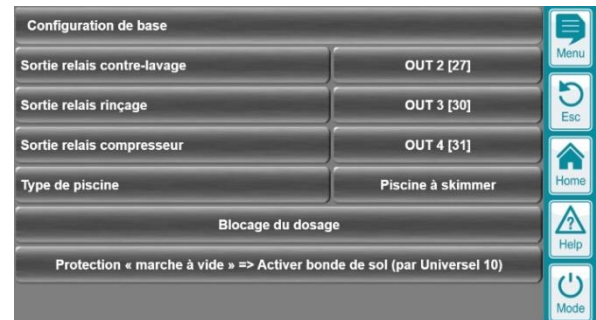 Configuration de base
Menu
Sortie relais contre-lavage OUT 2 [27]
Sortie relais rinçage OUT 3 [30]
Esc
Sortie relais compresseur OUT 4 [31]
Type de piscine Piscine à skimmer
Home
Blocage du dosage
Help
Protection « marche à vide » => Activer bonde de sol (par Universel 10)
Mode